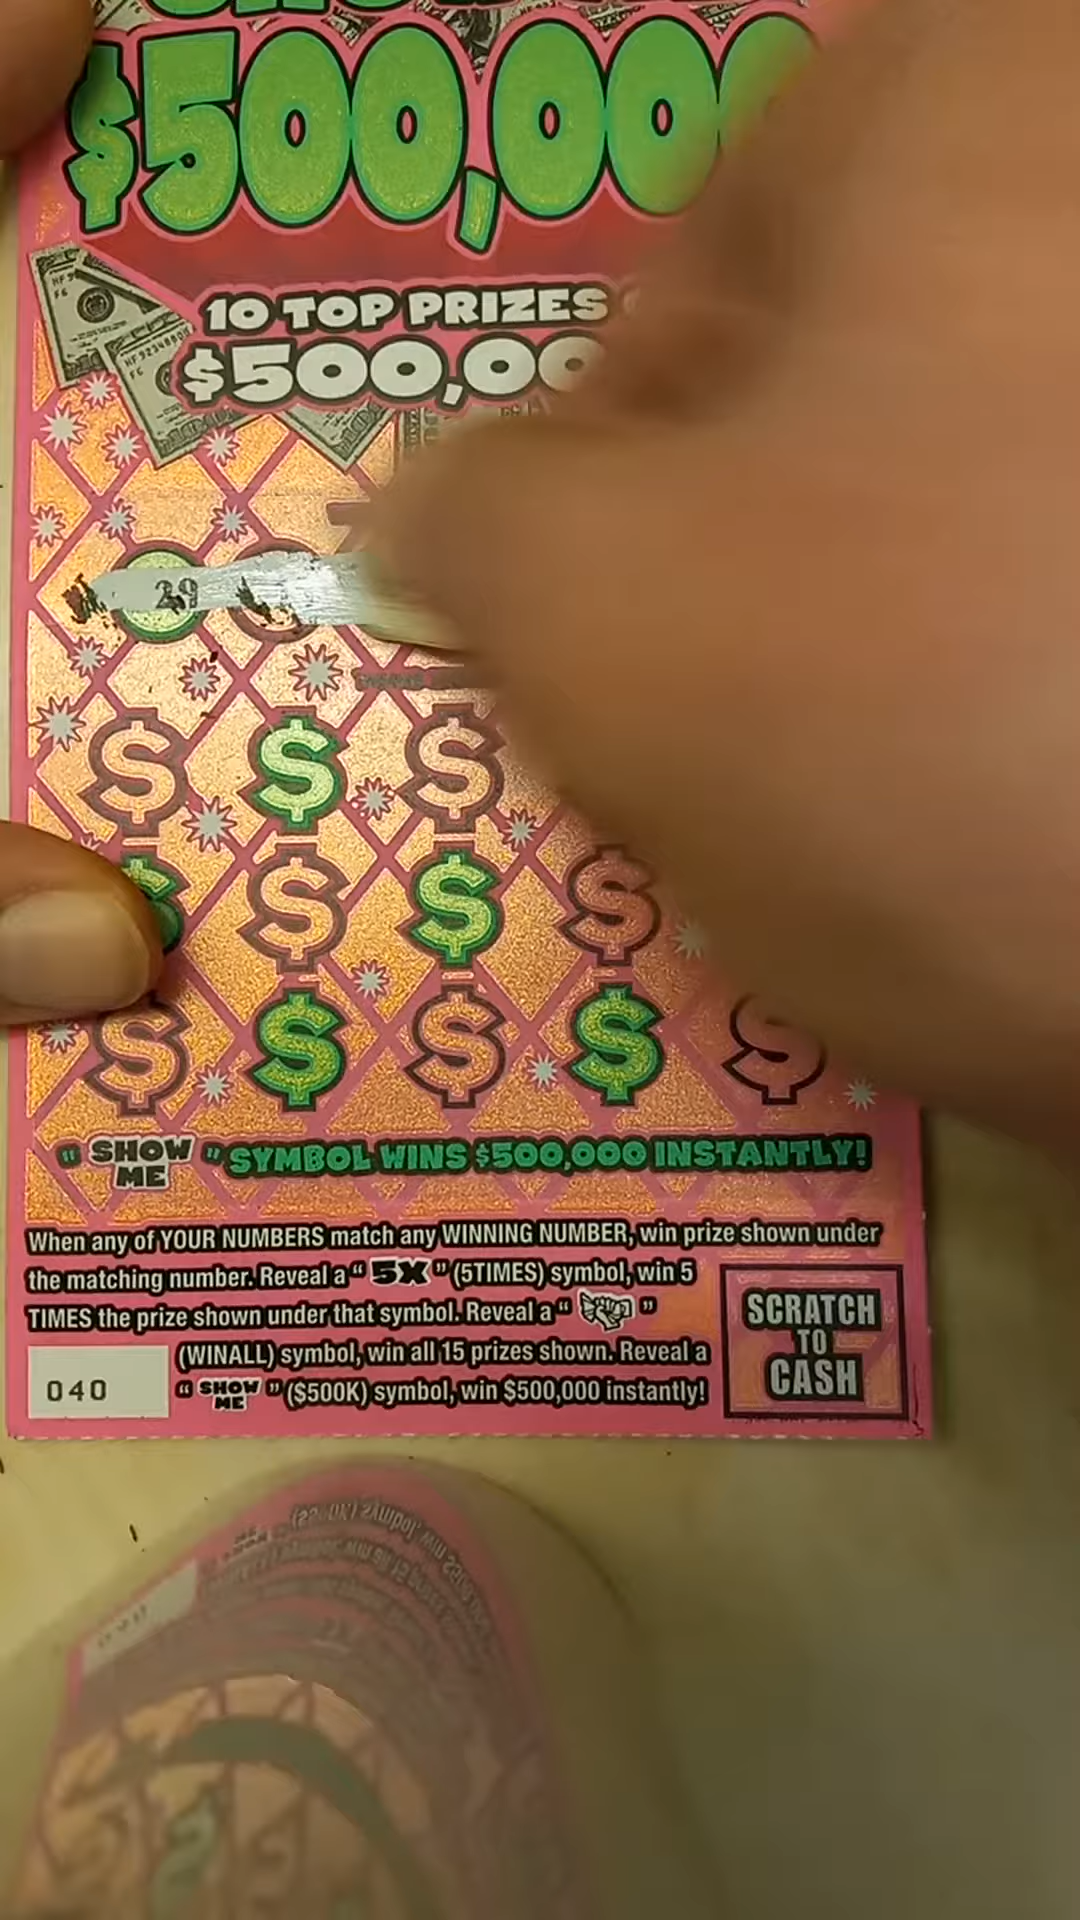 $500,00
10 TOP PRIZES
$500,00
29
"SHOW ME" SYMBOL WINS $500,000 INSTANTLY!
When any of YOUR NUMBERS match any WINNING NUMBER, win prize shown under
the matching number. Reveal a "5X" (5TIMES) symbol, win 5
TIMES the prize shown under that symbol. Reveal a " "
(WINALL) symbol, win all 15 prizes shown. Reveal a
"SHOW ME" ($500K) symbol, win $500,000 instantly!
040
SCRATCH
TO
CASH